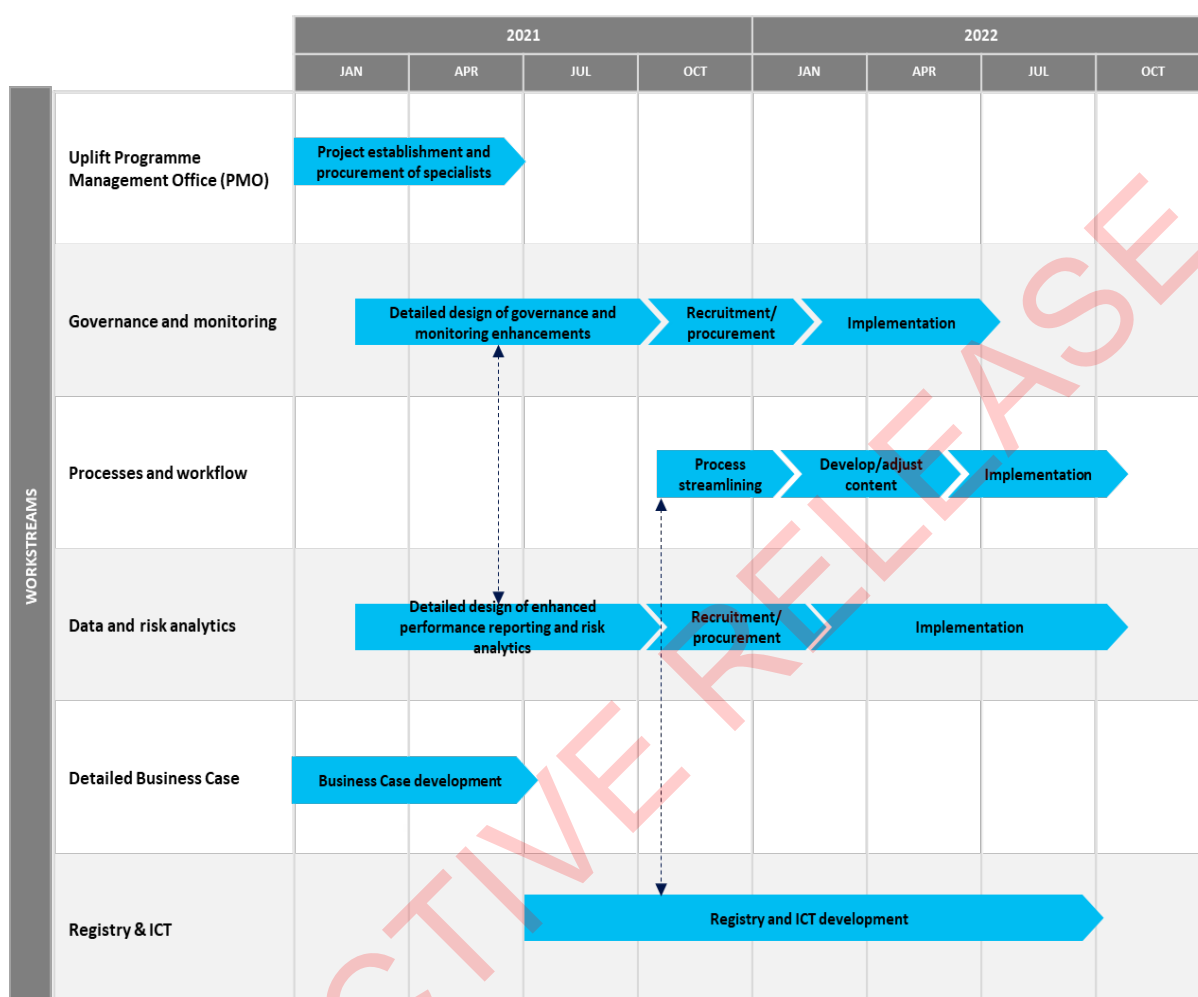 2021
2022
JAN
APR
JUL
OCT
JAN
APR
JUL
OCT
WORKSTREAMS
Uplift Programme
Management Office (PMO)
Project establishment and
procurement of specialists
Governance and monitoring
Detailed design of governance and
monitoring enhancements
Recruitment/
procurement
Implementation
Processes and workflow
Process
streamlining
Develop/adjust
content
Implementation
Data and risk analytics
Detailed design of enhanced
performance reporting and risk
analytics
Recruitment/
procurement
Implementation
Detailed Business Case
Business Case development
Registry & ICT
Registry and ICT development
CTIVE RELEASE